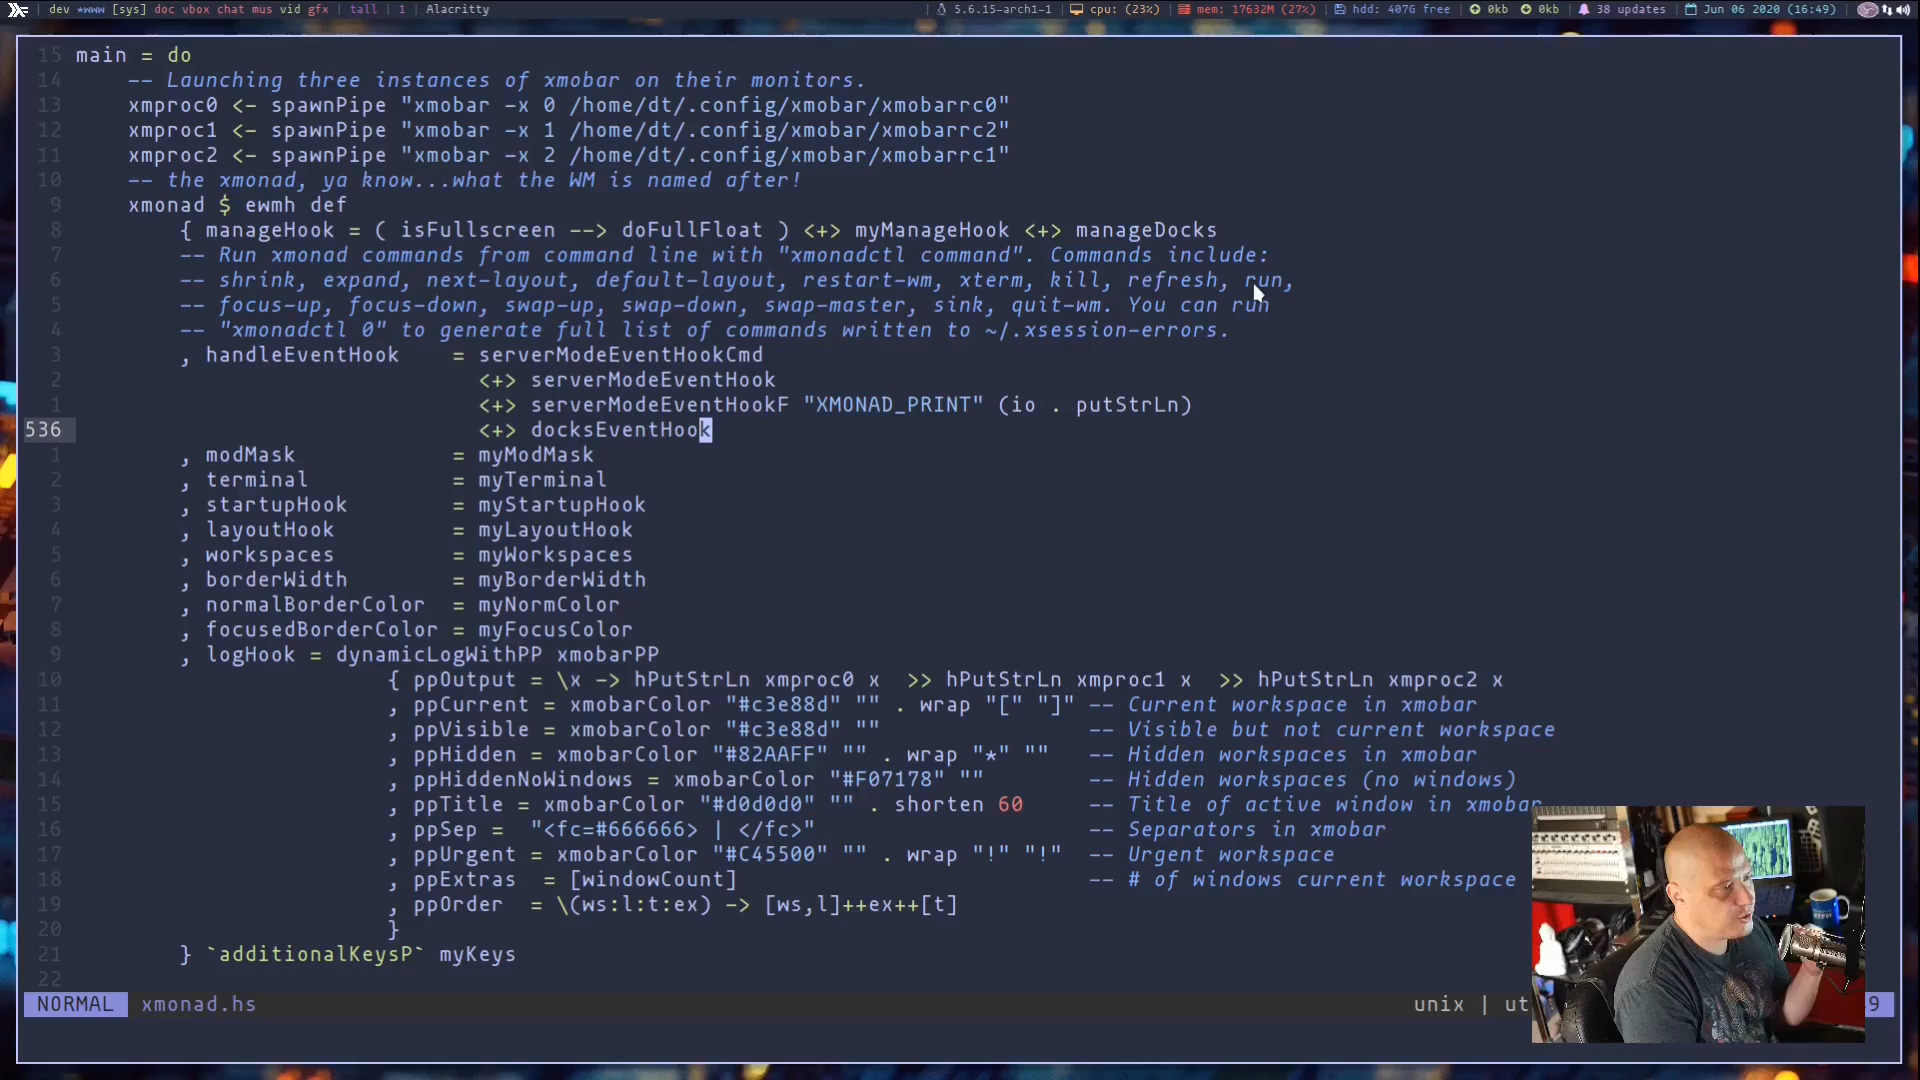 dev *www [sys] doc vbox chat mus vid gfx | tall | 1 | Alacritty | 5.6.15-arch1-1 | cpu: (23%) | mem: 17632M (27%) | hdd: 407G free | 0kb 0kb | 38 updates | Jun 06 2020 (16:49) |
15 main = do
14 -- Launching three instances of xmobar on their monitors.
13 xmproc0 <- spawnPipe "xmobar -x 0 /home/dt/.config/xmobar/xmobarrc0"
12 xmproc1 <- spawnPipe "xmobar -x 1 /home/dt/.config/xmobar/xmobarrc2"
11 xmproc2 <- spawnPipe "xmobar -x 2 /home/dt/.config/xmobar/xmobarrc1"
10 -- the xmonad, ya know...what the WM is named after!
9 xmonad $ ewmh def
8 { manageHook = ( isFullscreen --> doFullFloat ) <+> myManageHook <+> manageDocks
7 -- Run xmonad commands from command line with "xmonadctl command". Commands include:
6 -- shrink, expand, next-layout, default-layout, restart-wm, xterm, kill, refresh, run,
5 -- focus-up, focus-down, swap-up, swap-down, swap-master, sink, quit-wm. You can run
4 -- "xmonadctl 0" to generate full list of commands written to ~/.xsession-errors.
3 , handleEventHook = serverModeEventHookCmd
2 <+> serverModeEventHook
1 <+> serverModeEventHookF "XMONAD_PRINT" (io . putStrLn)
536 <+> docksEventHook
1 , modMask = myModMask
2 , terminal = myTerminal
3 , startupHook = myStartupHook
4 , layoutHook = myLayoutHook
5 , workspaces = myWorkspaces
6 , borderWidth = myBorderWidth
7 , normalBorderColor = myNormColor
8 , focusedBorderColor = myFocusColor
9 , logHook = dynamicLogWithPP xmobarPP
10 { ppOutput = \x -> hPutStrLn xmproc0 x >> hPutStrLn xmproc1 x >> hPutStrLn xmproc2 x
11 , ppCurrent = xmobarColor "#c3e88d" "" . wrap "[" "]" -- Current workspace in xmobar
12 , ppVisible = xmobarColor "#c3e88d" "" -- Visible but not current workspace
13 , ppHidden = xmobarColor "#82AAFF" "" . wrap "*" "" -- Hidden workspaces in xmobar
14 , ppHiddenNoWindows = xmobarColor "#F07178" "" -- Hidden workspaces (no windows)
15 , ppTitle = xmobarColor "#d0d0d0" "" . shorten 60 -- Title of active window in xmobar
16 , ppSep = "<fc=#666666> | </fc>" -- Separators in xmobar
17 , ppUrgent = xmobarColor "#C45500" "" . wrap "!" "!" -- Urgent workspace
18 , ppExtras = [windowCount] -- # of windows current workspace
19 , ppOrder = \(ws:l:t:ex) -> [ws,l]++ex++[t]
20 }
21 } `additionalKeysP` myKeys
22
NORMAL xmonad.hs unix | ut 9